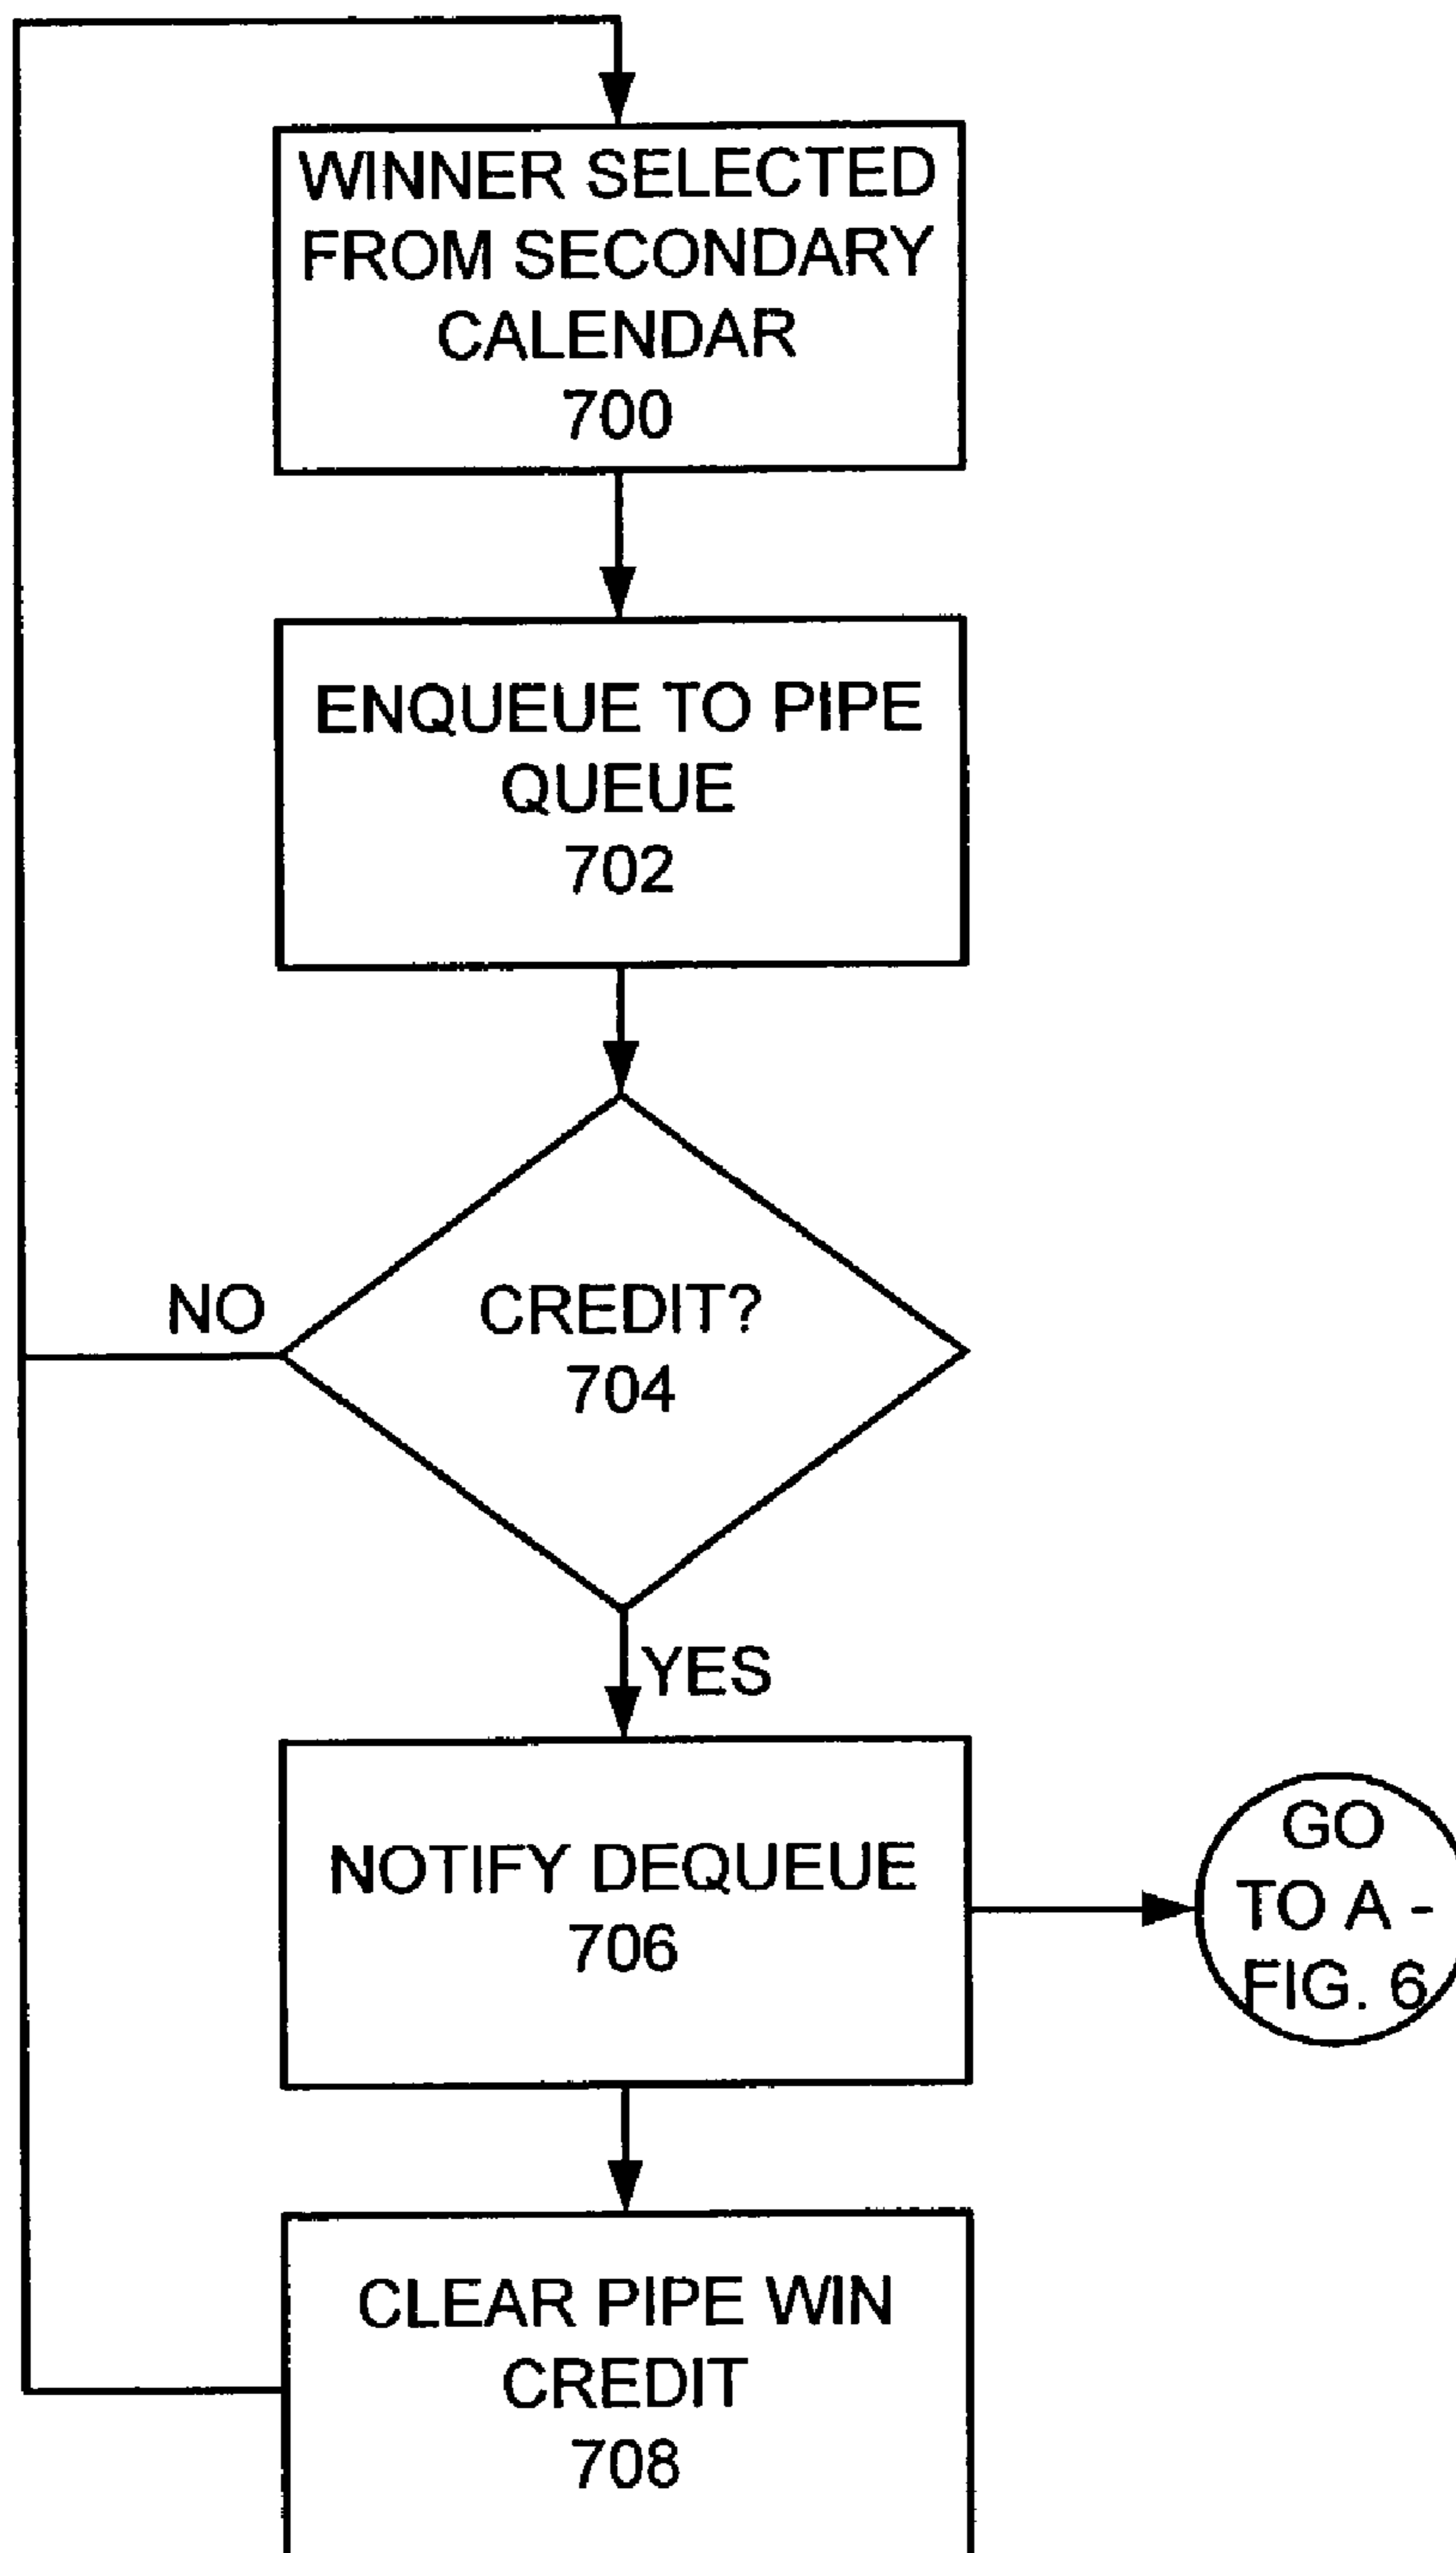 WINNER SELECTED
FROM SECONDARY
CALENDAR
700
ENQUEUE TO PIPE
QUEUE
702
CREDIT?
704
NO
YES
NOTIFY DEQUEUE
706
GO
TO A -
FIG. 6
CLEAR PIPE WIN
CREDIT
708